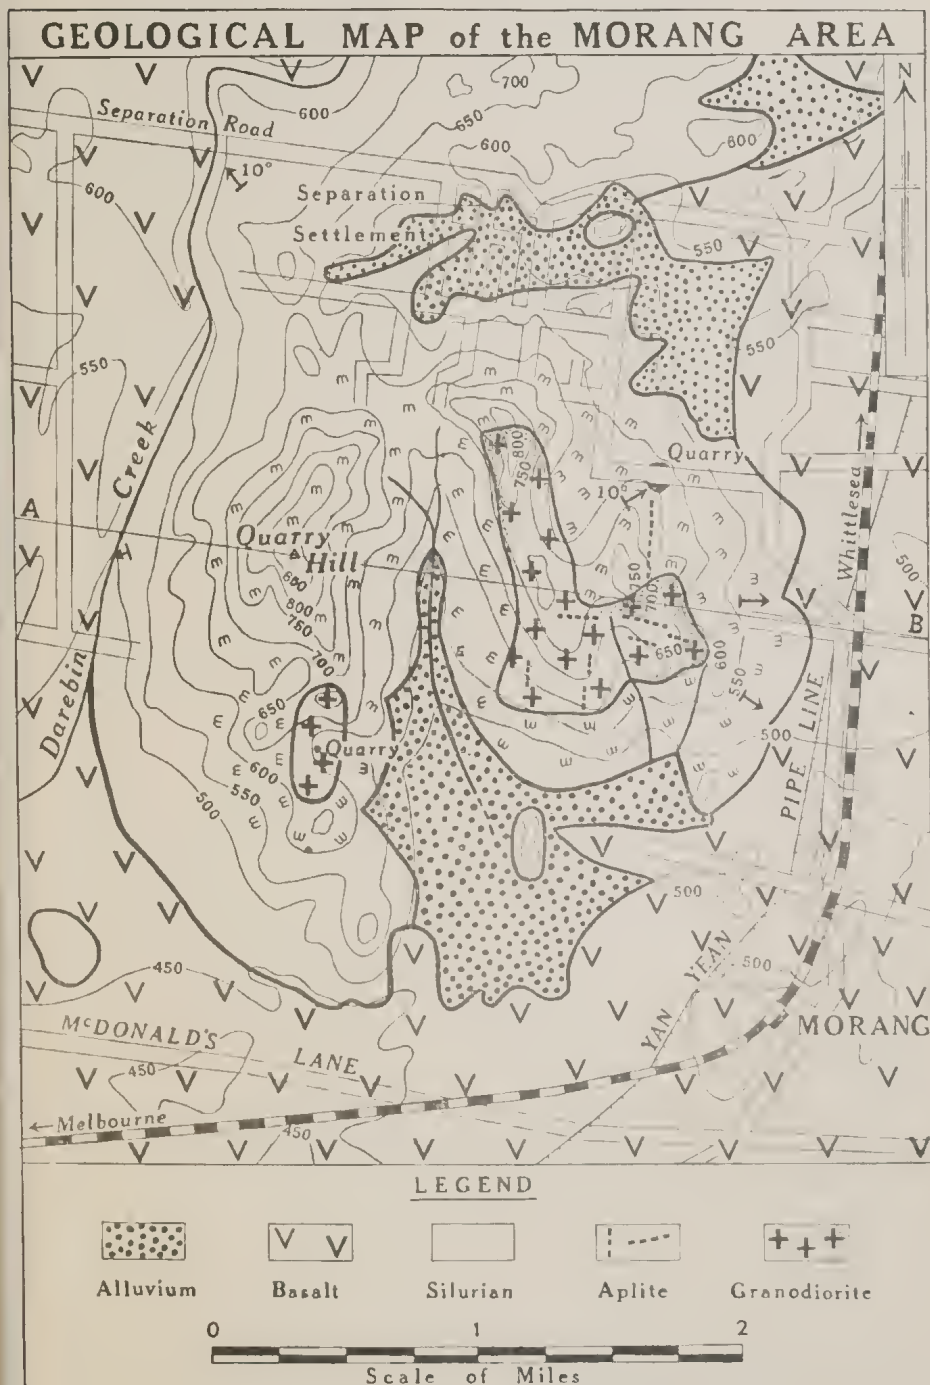 GEOLOGICAL MAP of the MORANG AREA
N
700
600
650
Separation Road
600
600
10°
600
Separation
Settlement
550
550
550
Creek
Quarry
800
750
10°
A
Quarry
Hill
Whittlesea
500
B
750
700
800
750
700
650
600
550
Darebin
650
Quarry
600
550
500
500
PIPE LINE
500
YAN YEAN
500
450
McDONALD'S
LANE
MORANG
450
Melbourne
450
LEGEND
Alluvium Basalt Silurian Aplite Granodiorite
0 1 2
Scale of Miles